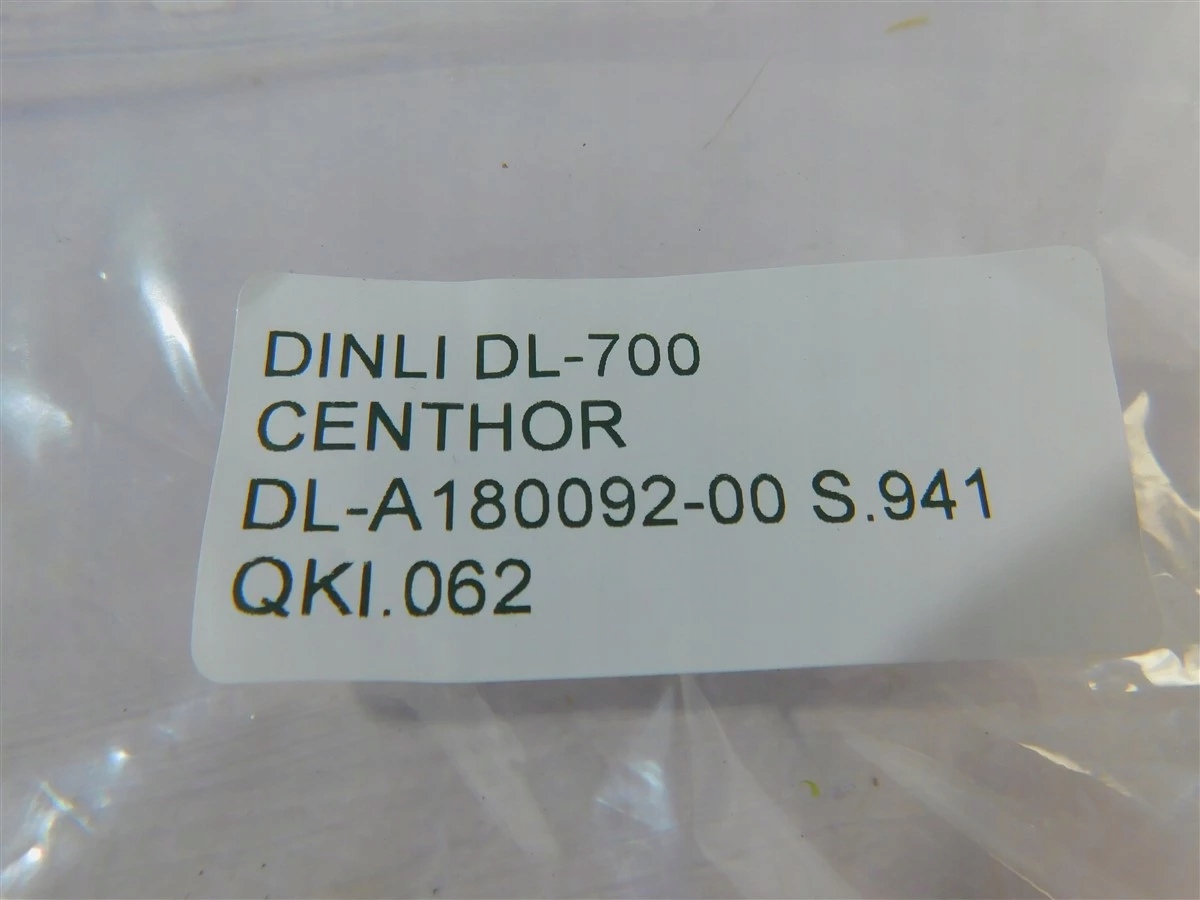 DINLI DL-700
CENTHOR
DL-A180092-00 S.941
QKI.062